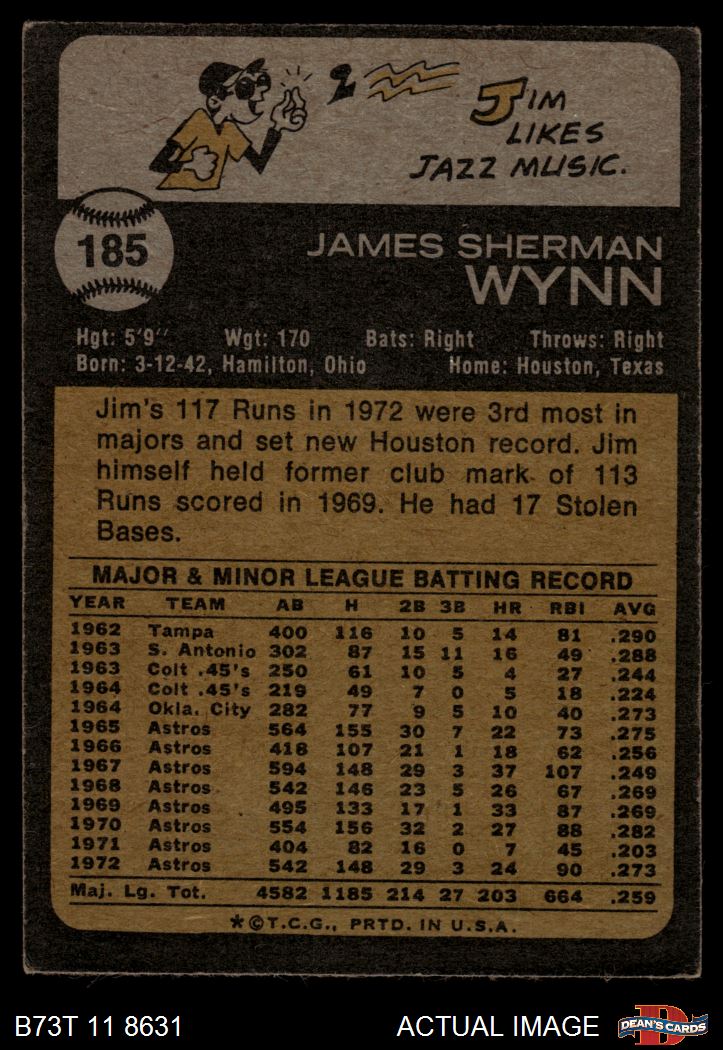 JIM
LIKES
JAZZ MUSIC.
185
JAMES SHERMAN
WYNN
Hgt: 5'9" Wgt: 170 Bats: Right Throws: Right
Born: 3-12-42, Hamilton, Ohio Home: Houston, Texas
Jim's 117 Runs in 1972 were 3rd most in
majors and set new Houston record. Jim
himself held former club mark of 113
Runs scored in 1969. He had 17 Stolen
Bases.
MAJOR & MINOR LEAGUE BATTING RECORD
YEAR TEAM AB H 2B 3B HR RBI AVG
1962 Tampa 400 116 10 5 14 81 .290
1963 S. Antonio 302 87 15 11 16 49 .288
1963 Colt .45's 250 61 10 5 4 27 .244
1964 Colt .45's 219 49 7 0 5 18 .224
1964 Okla. City 282 77 9 5 10 40 .273
1965 Astros 564 155 30 7 22 73 .275
1966 Astros 418 107 21 1 18 62 .256
1967 Astros 594 148 29 3 37 107 .249
1968 Astros 542 146 23 5 26 67 .269
1969 Astros 495 133 17 1 33 87 .269
1970 Astros 554 156 32 2 27 88 .282
1971 Astros 404 82 16 0 7 45 .203
1972 Astros 542 148 29 3 24 90 .273
Maj. Lg. Tot. 4582 1185 214 27 203 664 .259
*©T.C.G., PRTD. IN U.S.A.
B73T 11 8631 ACTUAL IMAGE D DEAN'S CARDS